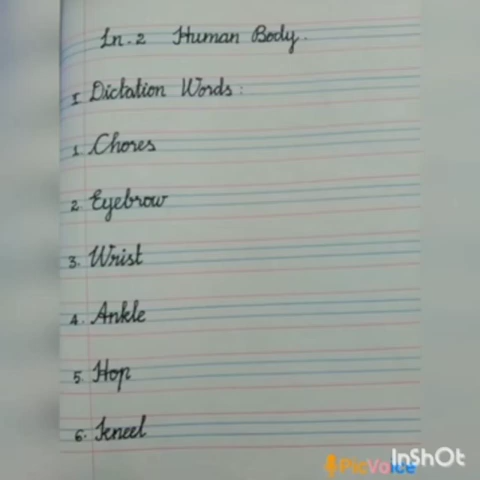 Ln. 2 Human Body.
I Dictation Words:
1. Chores
2. Eyebrow
3. Wrist
4. Ankle
5. Hop
6. Kneel
PicVoice
InShOt